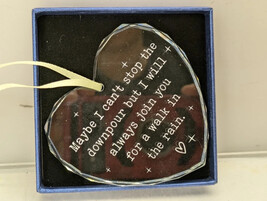 Maybe I can't stop the
downpour but I will
always join you
for a walk in
the rain.